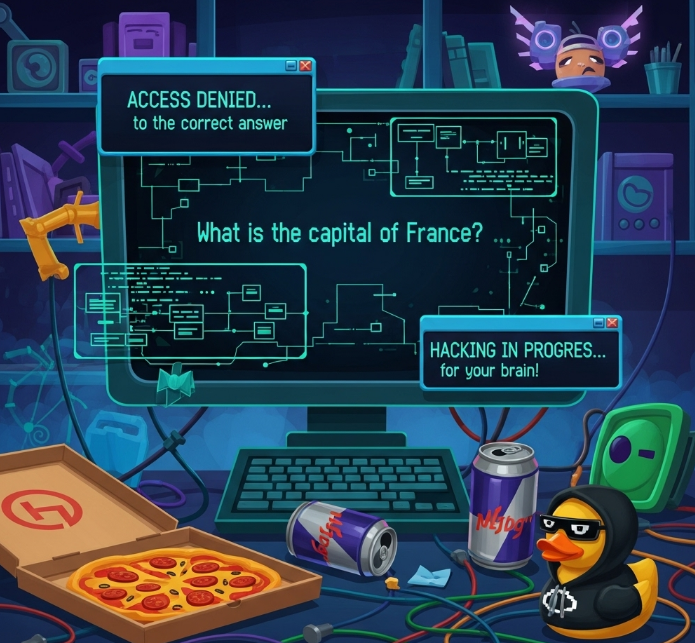 ACCESS DENIED...
to the correct answer
What is the capital of France?
HACKING IN PROGRES...
for your brain!